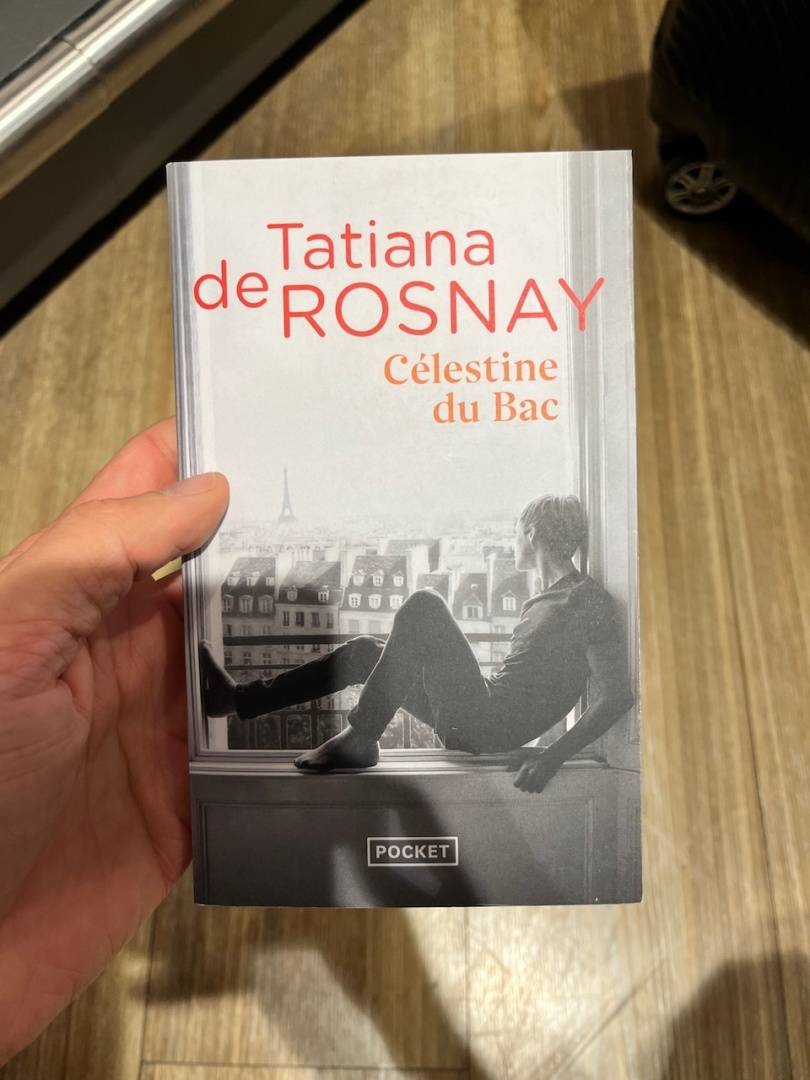 Tatiana
de ROSNAY
Célestine
du Bac
POCKET